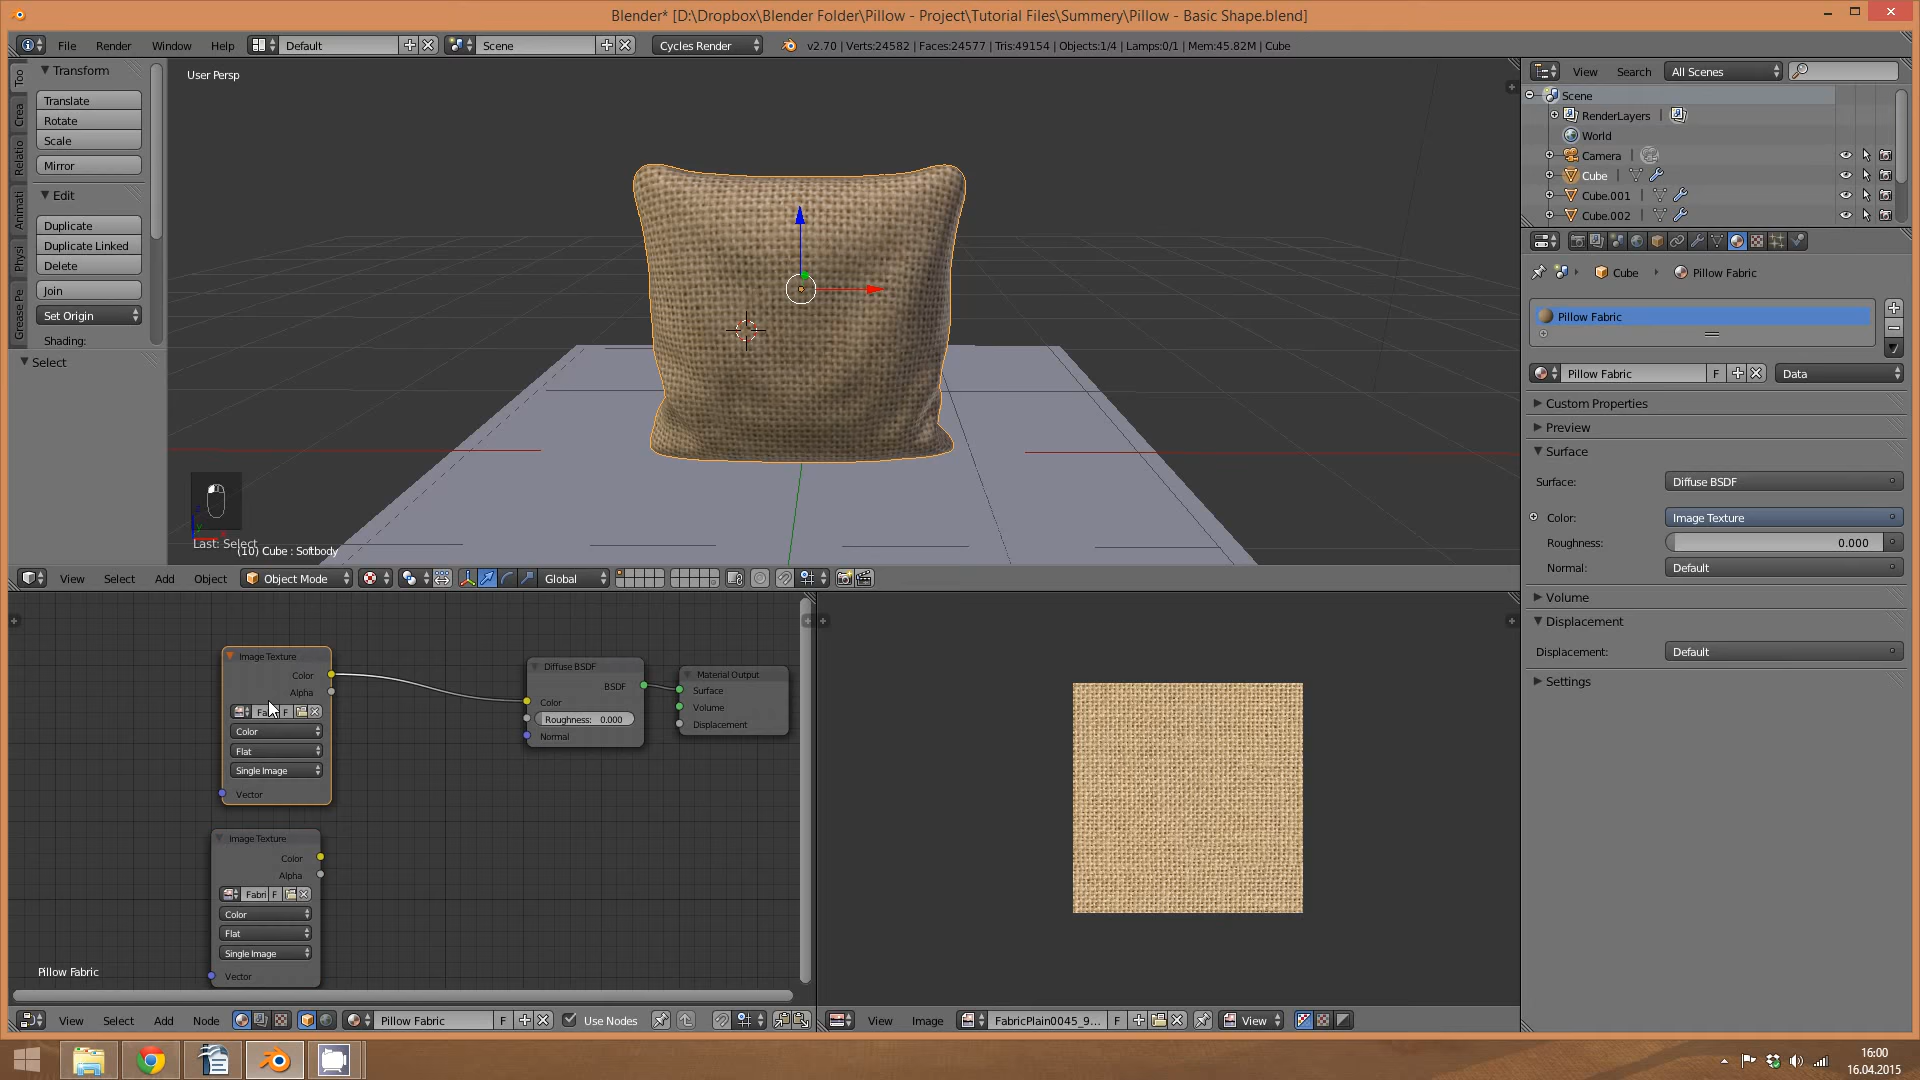 Blender* [D:\Dropbox\Blender Folder\Pillow - Project\Tutorial Files\Summery\Pillow - Basic Shape.blend]
File Render Window Help Default Scene Cycles Render v2.70 | Verts:24582 | Faces:24577 | Tris:49154 | Objects:1/4 | Lamps:0/1 | Mem:45.82M | Cube
Too
Crea
Relatio
Animati
Physi
Grease Pe
Transform
Translate
Rotate
Scale
Mirror
Edit
Duplicate
Duplicate Linked
Delete
Join
Set Origin
Shading:
Select
User Persp
Last: Select
(10) Cube : Softbody
View Select Add Object Object Mode Global
View Search All Scenes
Scene
RenderLayers
World
Camera
Cube
Cube.001
Cube.002
Cube Pillow Fabric
Pillow Fabric
Pillow Fabric F Data
Custom Properties
Preview
Surface
Surface: Diffuse BSDF
Color: Image Texture
Roughness: 0.000
Normal: Default
Volume
Displacement
Displacement: Default
Settings
Image Texture
Color
Alpha
F
Color
Flat
Single Image
Vector
Diffuse BSDF
BSDF
Color
Roughness: 0.000
Normal
Material Output
Surface
Volume
Displacement
Image Texture
Color
Alpha
Fabri F
Color
Flat
Single Image
Vector
Pillow Fabric
View Select Add Node Pillow Fabric F Use Nodes
View Image FabricPlain0045_9... F View
16:00
16.04.2015